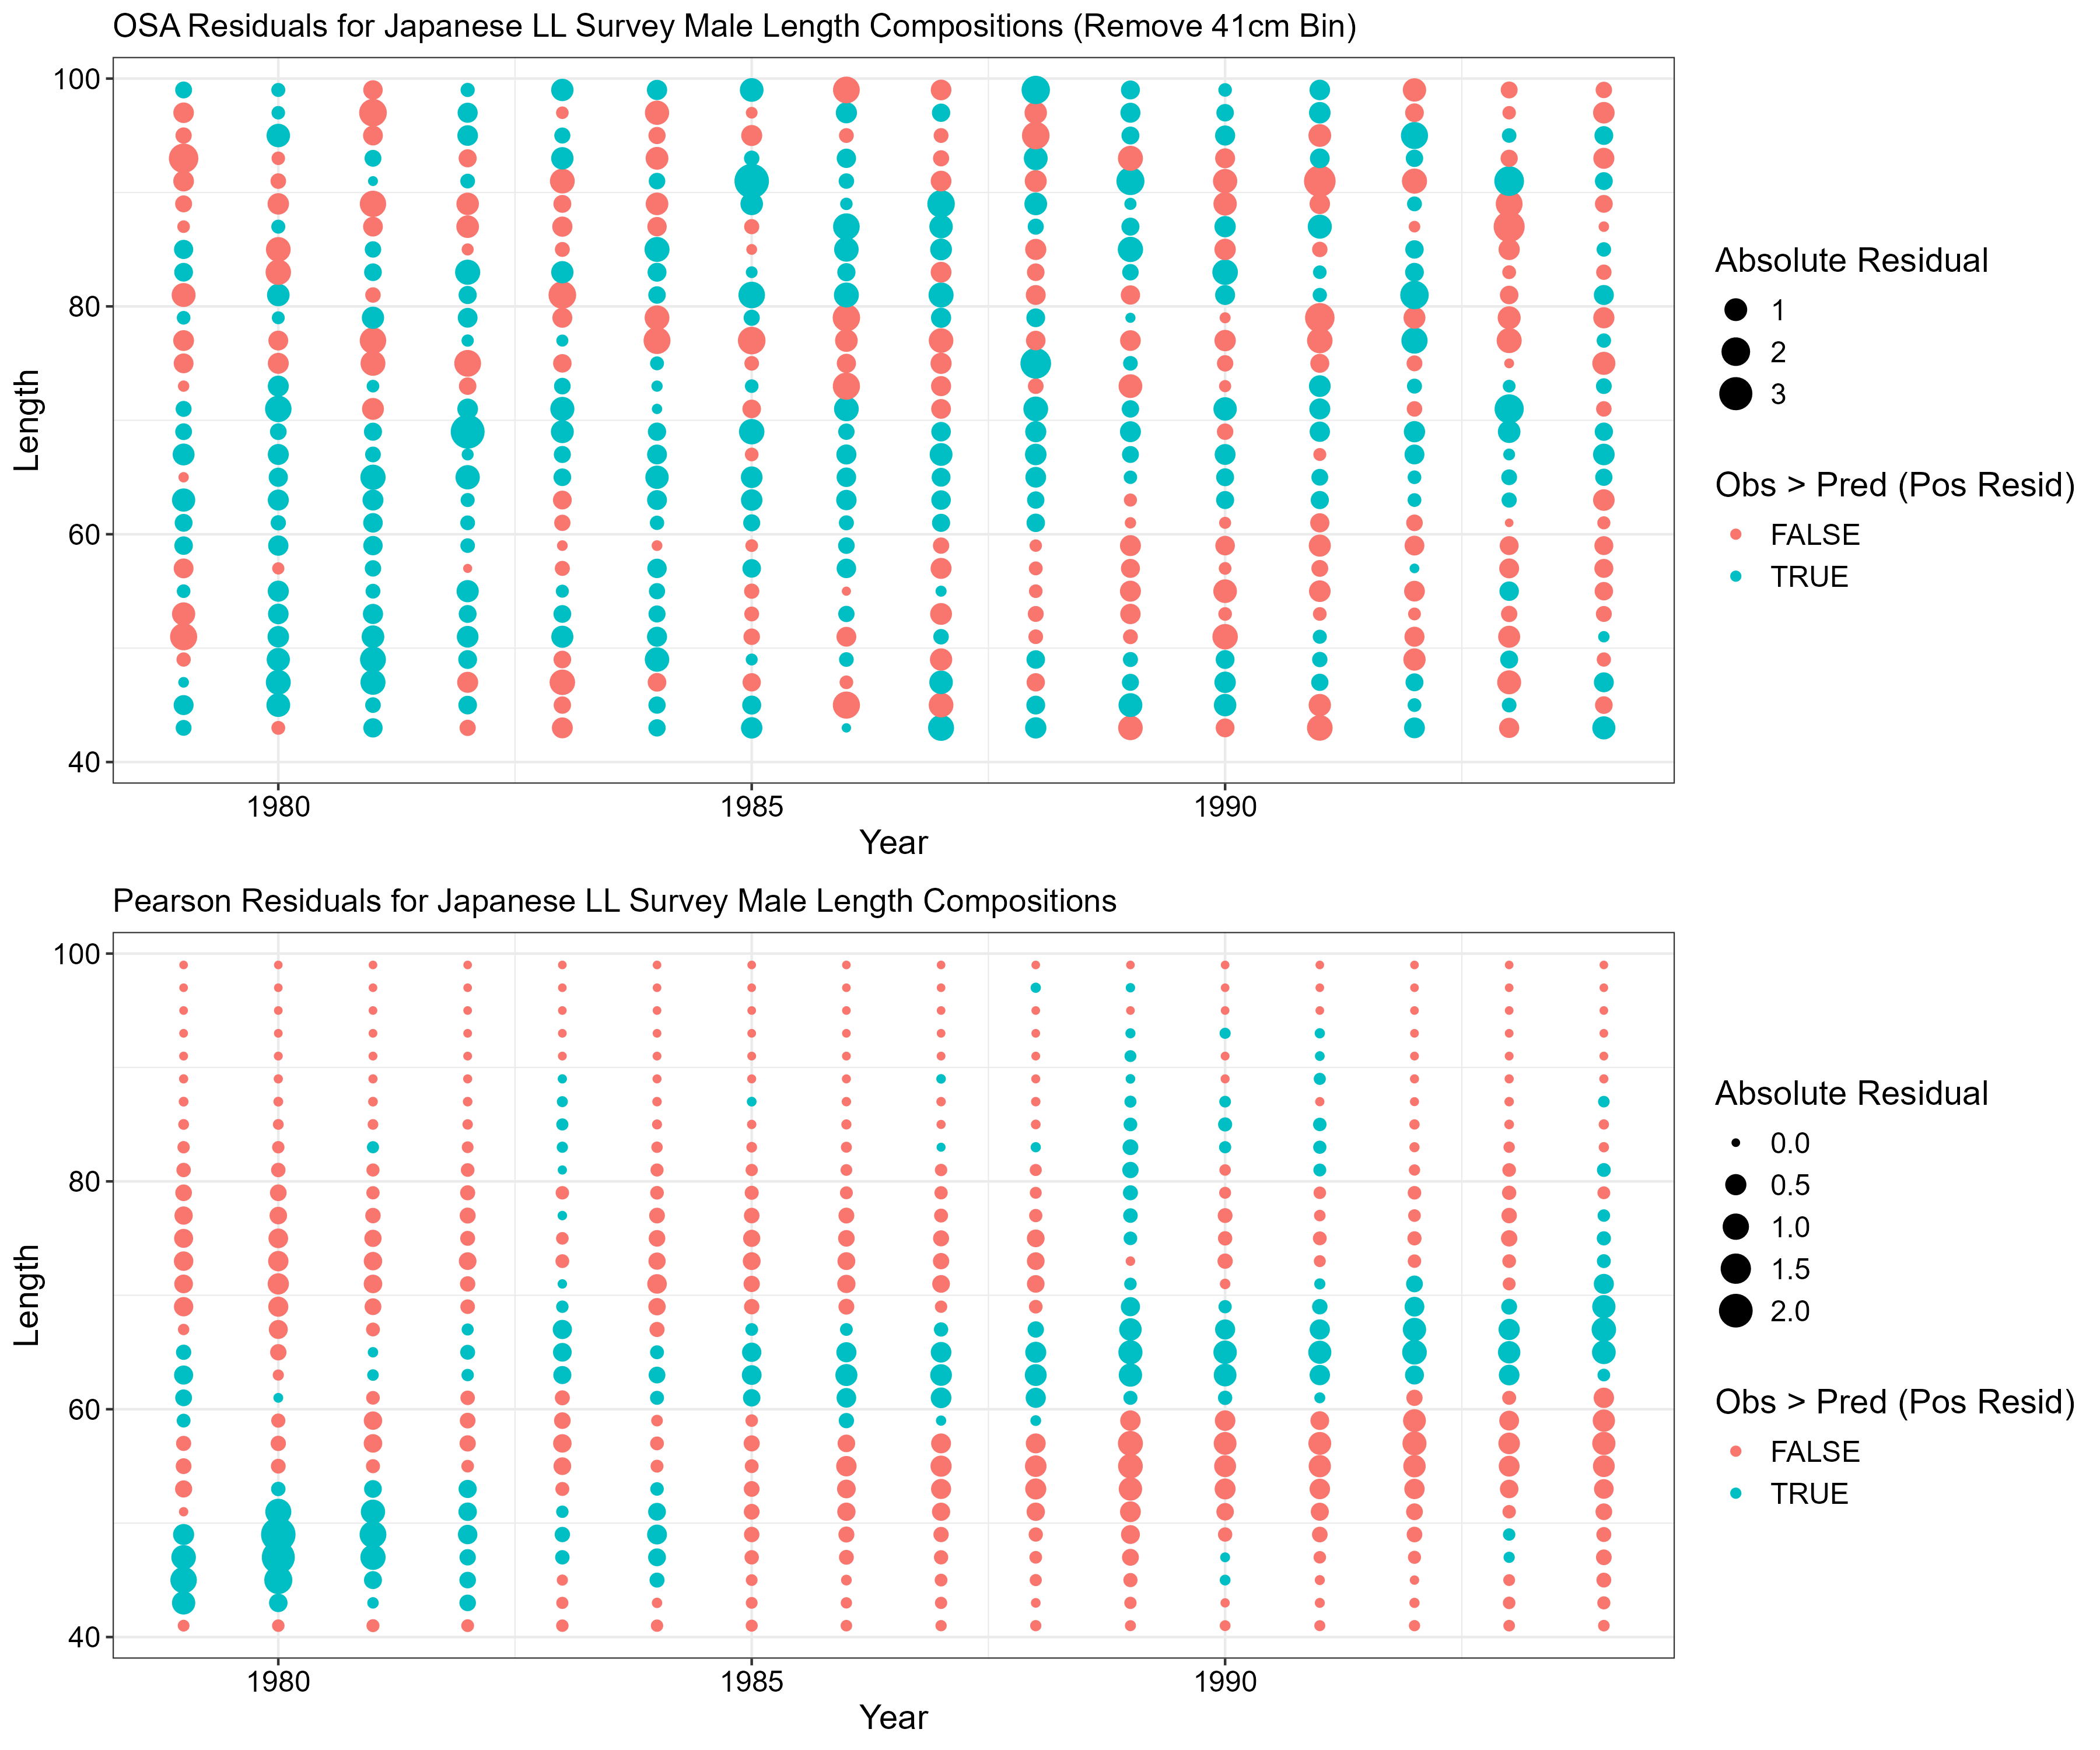 OSA Residuals for Japanese LL Survey Male Length Compositions (Remove 41cm Bin)
100
80
60
40
Length
1980
1985
1990
Year
Absolute Residual
1
2
3
Obs > Pred (Pos Resid)
FALSE
TRUE
Pearson Residuals for Japanese LL Survey Male Length Compositions
100
80
60
40
Length
1980
1985
1990
Year
Absolute Residual
0.0
0.5
1.0
1.5
2.0
Obs > Pred (Pos Resid)
FALSE
TRUE